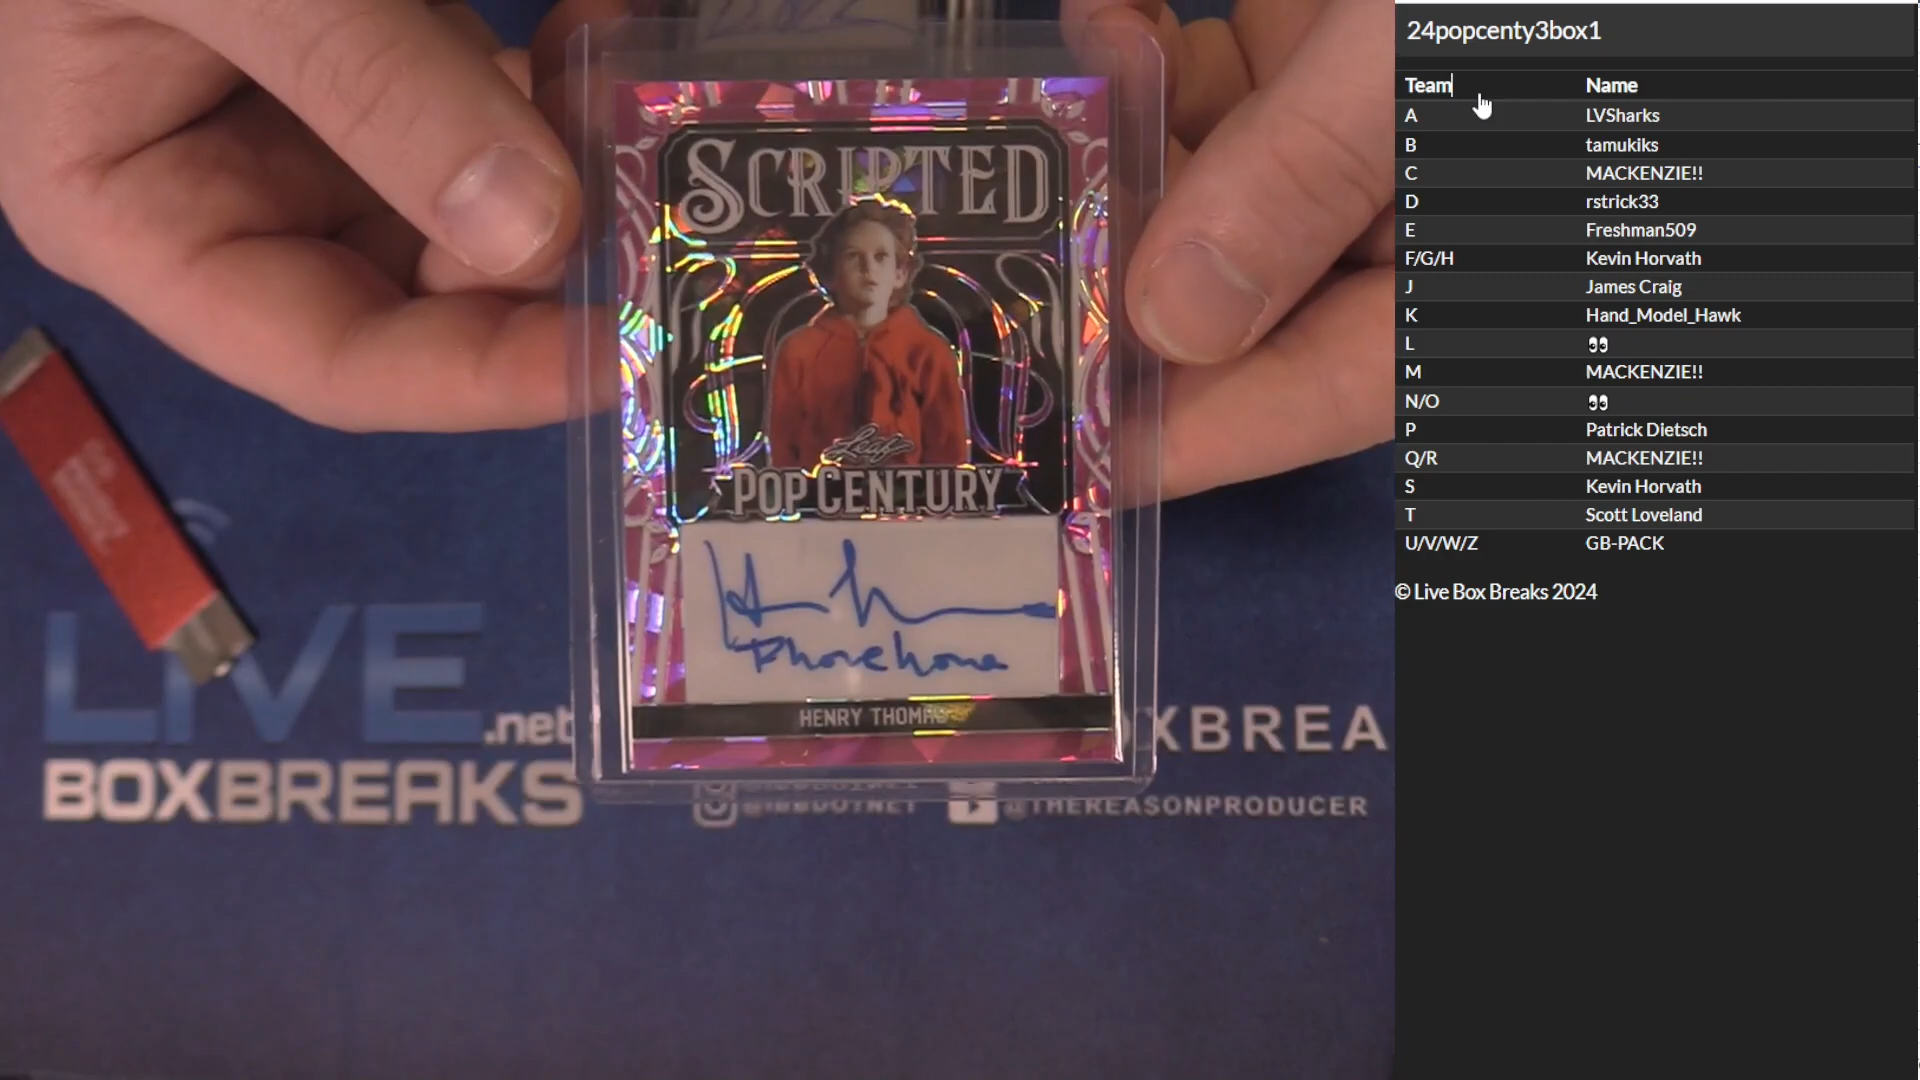 SCRIPTED
Leaf
POP CENTURY
Phone home
HENRY THOMAS
LIVE
.net
BOXBREAKS
XBREA
@THEREASONPRODUCER
24popcenty3box1
Team Name
A LVSharks
B tamukiks
C MACKENZIE!!
D rstrick33
E Freshman509
F/G/H Kevin Horvath
J James Craig
K Hand_Model_Hawk
L 👀
M MACKENZIE!!
N/O 👀
P Patrick Dietsch
Q/R MACKENZIE!!
S Kevin Horvath
T Scott Loveland
U/V/W/Z GB-PACK
© Live Box Breaks 2024